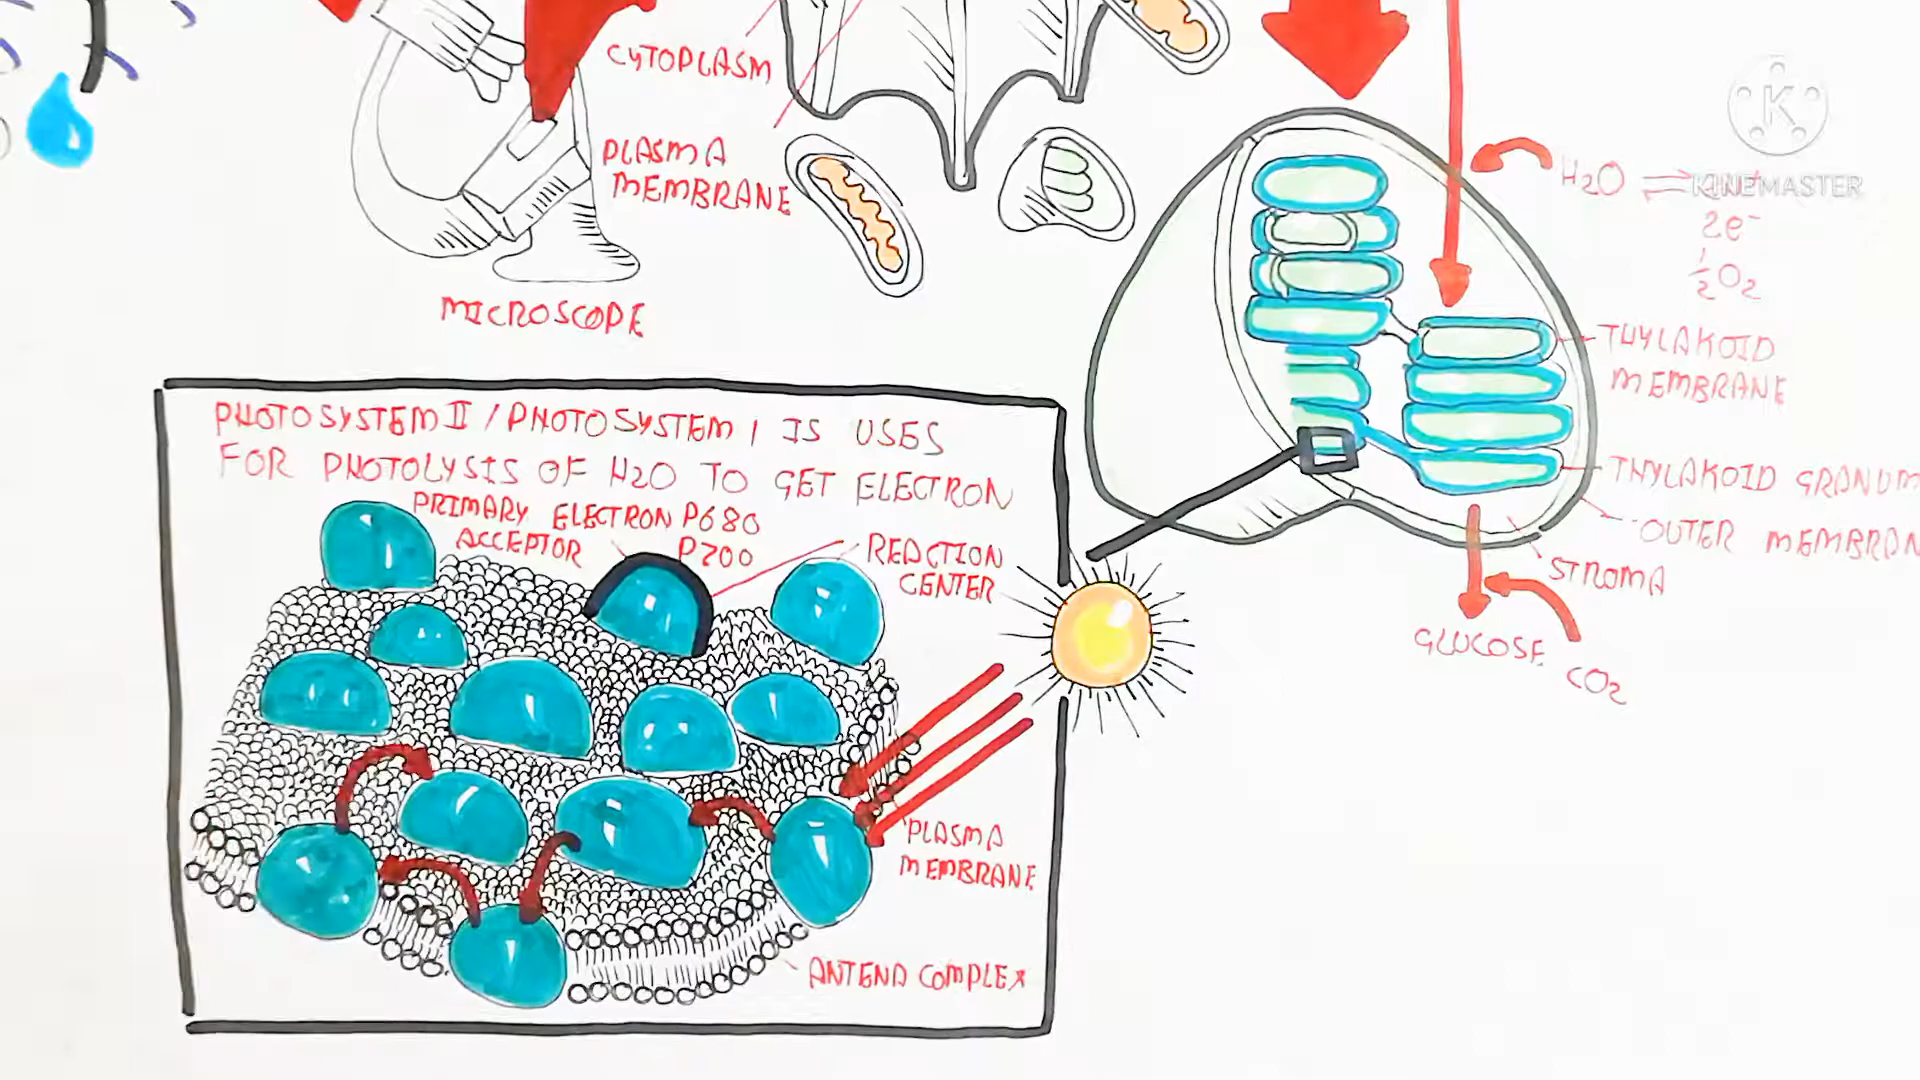 CYTOPLASM
PLASMA
MEMBRANE
MICROSCOPE
K
KINEMASTER
H2O
2e-
1/2O2
THYLAKOID
MEMBRANE
THYLAKOID GRANUM
OUTER MEMBRAN
STROMA
GLUCOSE
CO2
PHOTOSYSTEM II / PHOTOSYSTEM I IS USES
FOR PHOTOLYSIS OF H2O TO GET ELECTRON
PRIMARY ELECTRON
ACCEPTOR
P680
P700
REACTION
CENTER
PLASMA
MEMBRANE
ANTENA COMPLEX